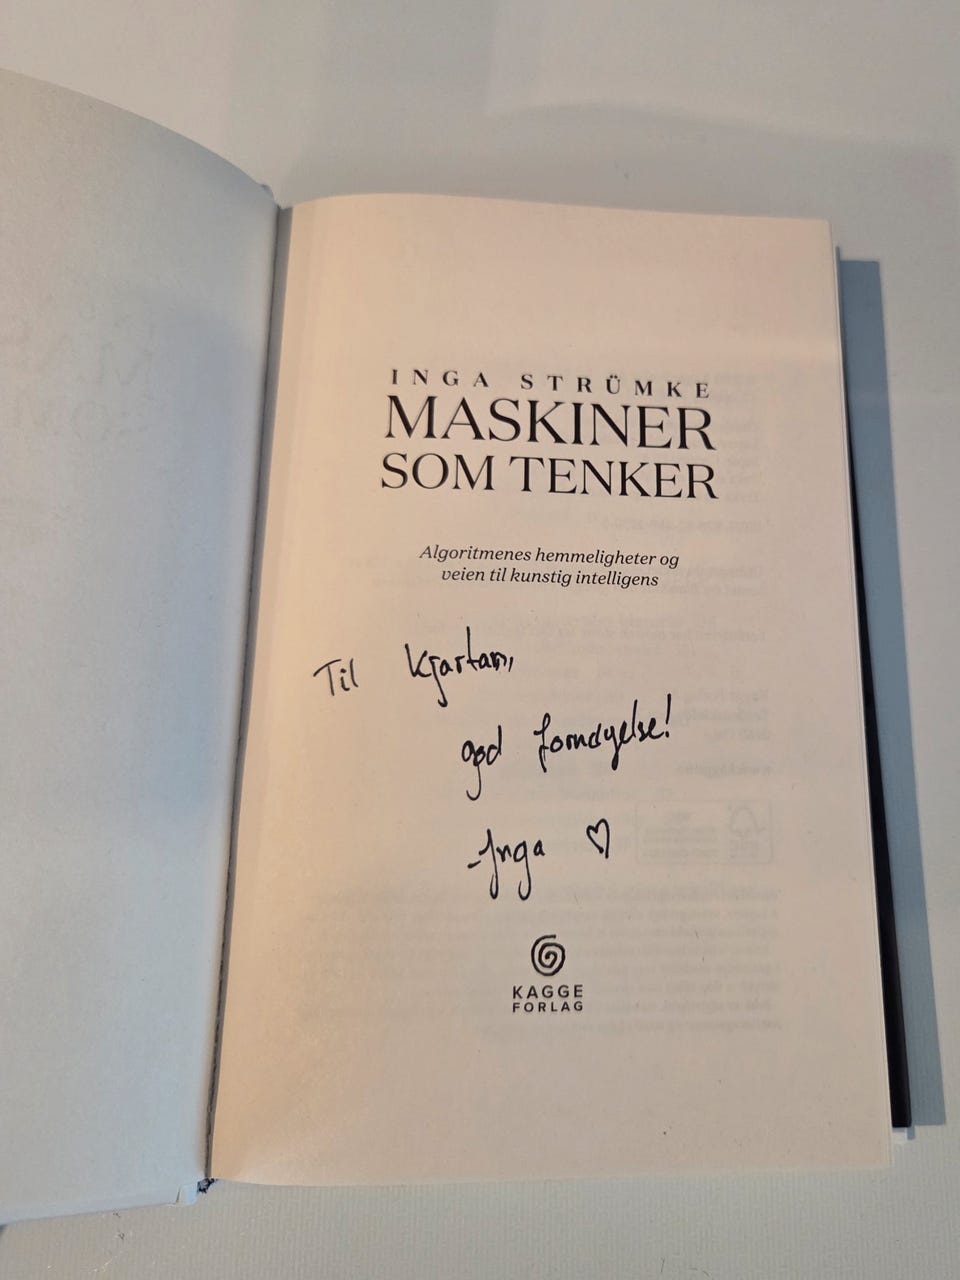 INGA STRÜMKE
MASKINER
SOM TENKER
Algoritmenes hemmeligheter og
veien til kunstig intelligens
Til Kjartan,
god fornøyelse!
-Inga ♡
KAGGE
FORLAG